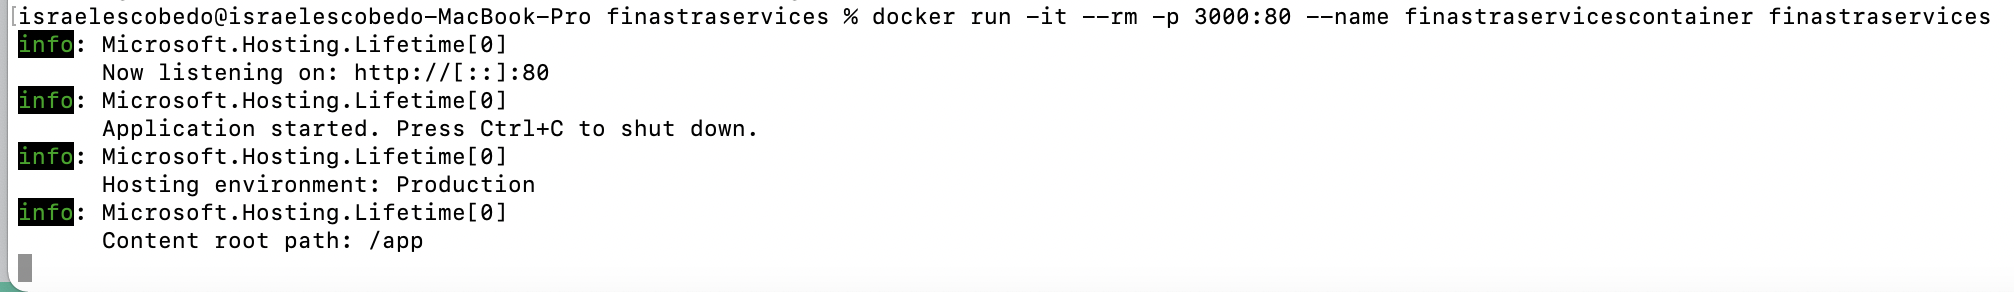 [israelescobedo@israelescobedo-MacBook-Pro finastraservices % docker run -it --rm -p 3000:80 --name finastraservicescontainer finastraservices
info: Microsoft.Hosting.Lifetime[0]
Now listening on: http://[::]:80
info: Microsoft.Hosting.Lifetime[0]
Application started. Press Ctrl+C to shut down.
info: Microsoft.Hosting.Lifetime[0]
Hosting environment: Production
info: Microsoft.Hosting.Lifetime[0]
Content root path: /app